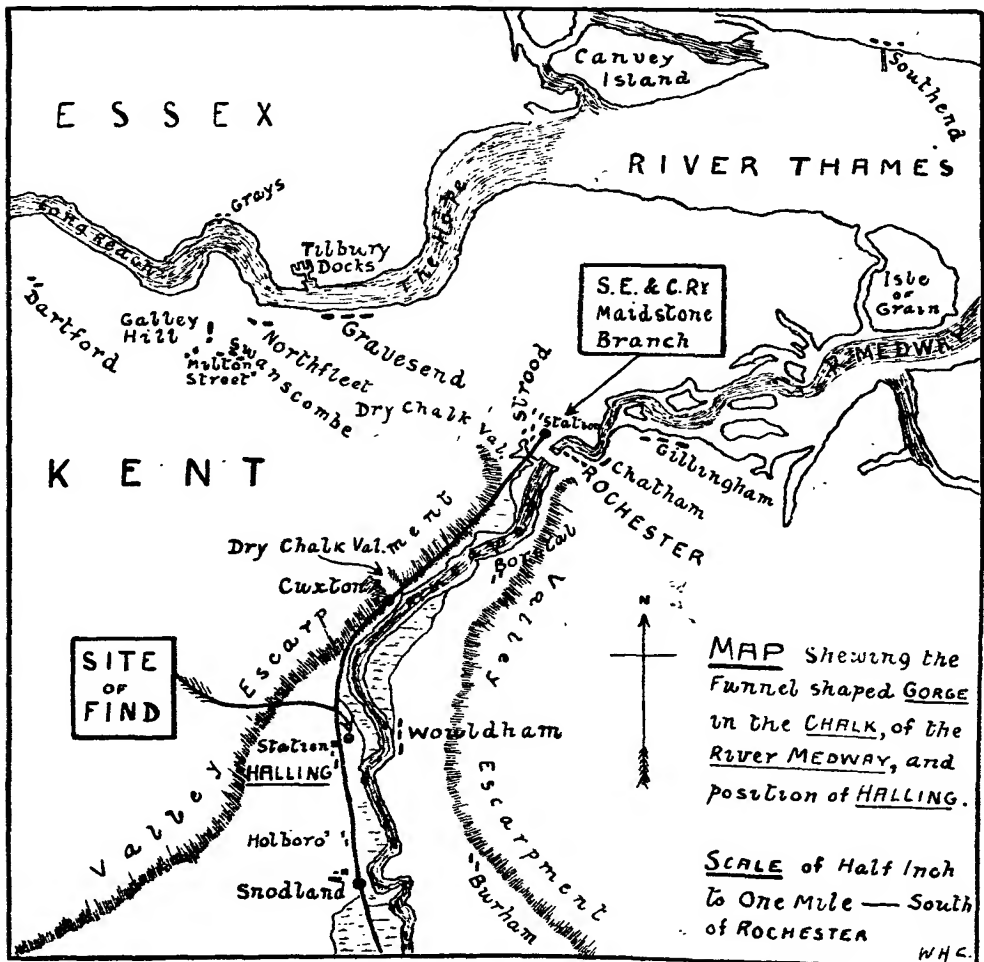 Canvey
Island
Southend
ESSEX
RIVER THAMES
Long Reach
Grays
The Hope
Tilbury
Docks
Isle
of
Grain
S.E. & C.RY
Maidstone
Branch
R. MEDWAY
Dartford
Galley
Hill
Milton
Street
Swanscombe
Northfleet
Gravesend
Dry Chalk Val.
Strood
Station
ROCHESTER
Chatham
Gillingham
KENT
Dry Chalk Val.
Cuxton
Borstal
Valley Escarpment
Valley Escarpment
SITE
OF
FIND
Station
HALLING
Wouldham
Holboro'
Snodland
Burham
N
MAP Shewing the
Funnel shaped GORGE
in the CHALK, of the
River MEDWAY, and
position of HALLING.
SCALE of Half Inch
to One Mile — South
of ROCHESTER
W H C.